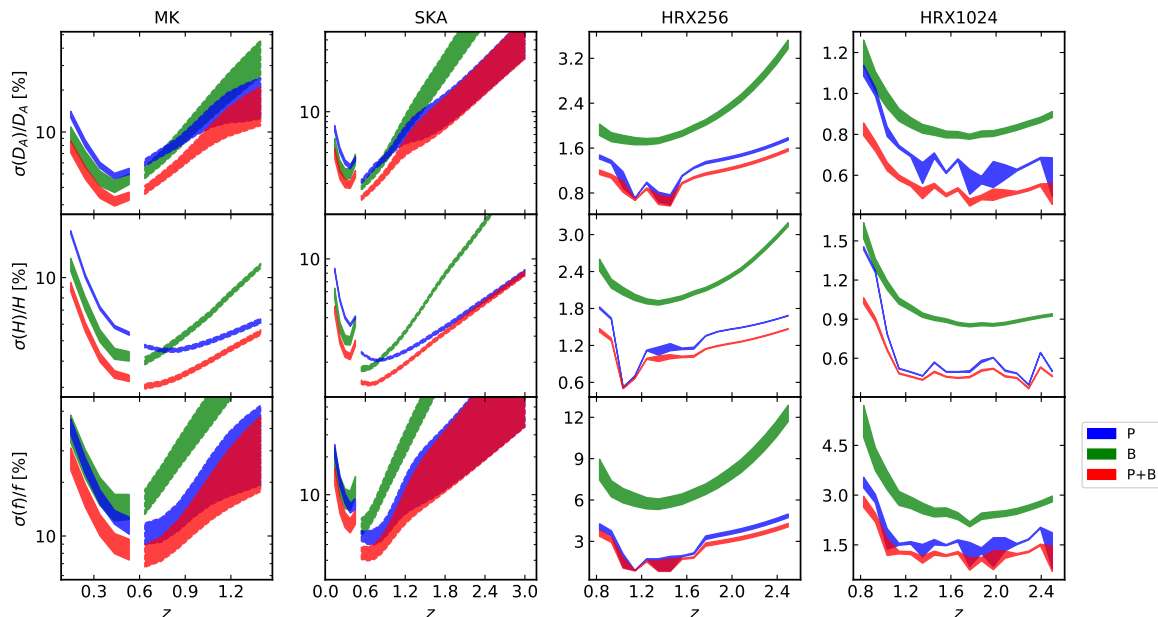 MK SKA HRX256 HRX1024
σ(D_A)/D_A [%]
10
10
3.2
2.4
1.6
0.8
1.2
1.0
0.8
0.6
σ(H)/H [%]
10
10
3.0
2.4
1.8
1.2
0.6
1.5
1.2
0.9
0.6
σ(f)/f [%]
10
10
12
9
6
3
4.5
3.0
1.5
P
B
P+B
0.3 0.6 0.9 1.2
0.0 0.6 1.2 1.8 2.4 3.0
0.8 1.2 1.6 2.0 2.4
0.8 1.2 1.6 2.0 2.4
z z z z